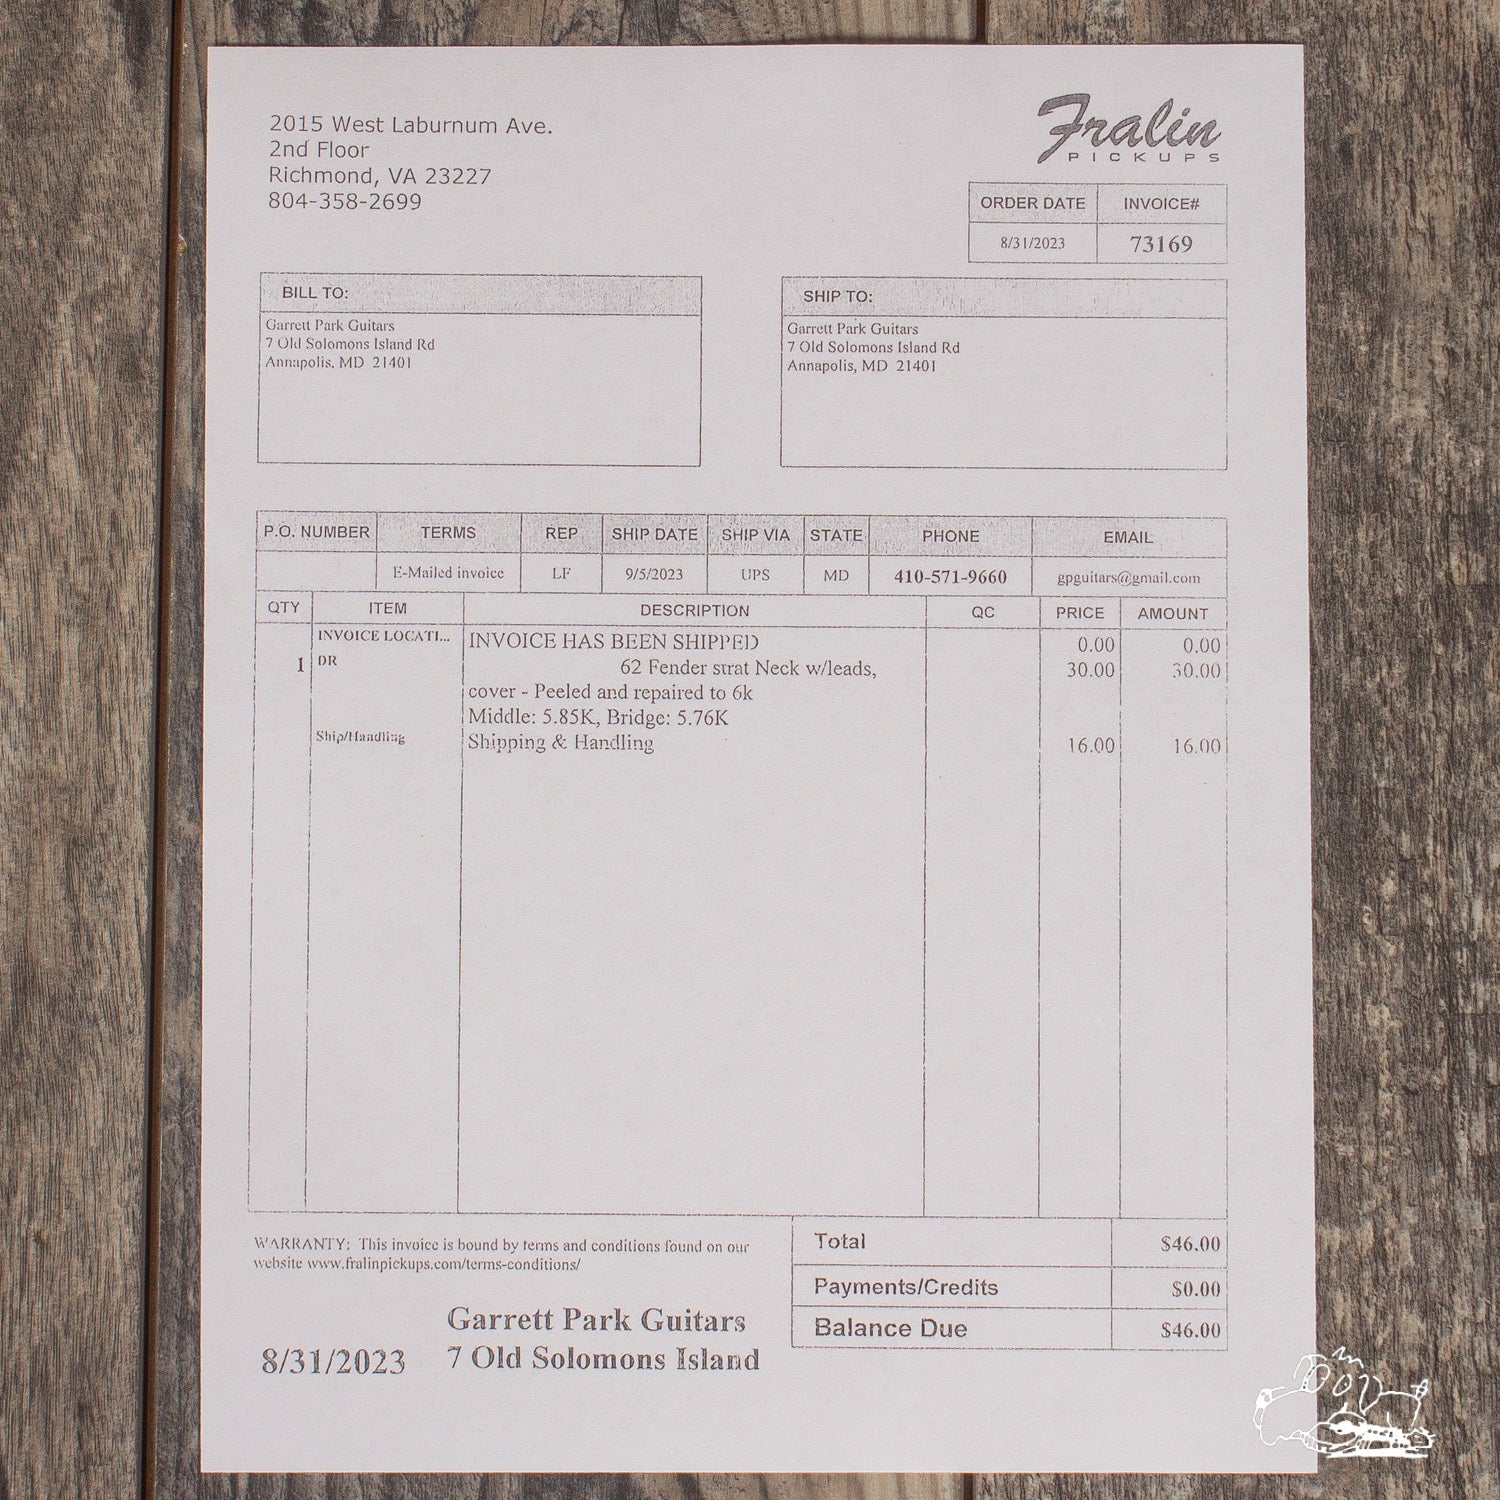 2015 West Laburnum Ave.
2nd Floor
Richmond, VA 23227
804-358-2699
Fralin
PICKUPS
ORDER DATE INVOICE#
8/31/2023 73169
BILL TO:
Garrett Park Guitars
7 Old Solomons Island Rd
Annapolis, MD 21401
SHIP TO:
Garrett Park Guitars
7 Old Solomons Island Rd
Annapolis, MD 21401
P.O. NUMBER TERMS REP SHIP DATE SHIP VIA STATE PHONE EMAIL
E-Mailed invoice LF 9/5/2023 UPS MD 410-571-9660 gpguitars@gmail.com
QTY ITEM DESCRIPTION QC PRICE AMOUNT
INVOICE LOCATI... INVOICE HAS BEEN SHIPPED 0.00 0.00
1 DR 62 Fender strat Neck w/leads, 30.00 30.00
cover - Peeled and repaired to 6k
Middle: 5.85K, Bridge: 5.76K
Ship/Handling Shipping & Handling 16.00 16.00
WARRANTY: This invoice is bound by terms and conditions found on our
website www.fralinpickups.com/terms-conditions/
Total $46.00
Payments/Credits $0.00
Balance Due $46.00
Garrett Park Guitars
8/31/2023 7 Old Solomons Island